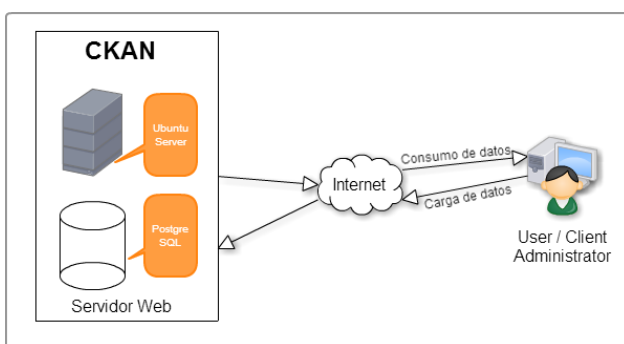 CKAN
Ubuntu
Server
Postgre
SQL
Servidor Web
Internet
Consumo de datos
Carga de datos
User / Client
Administrator